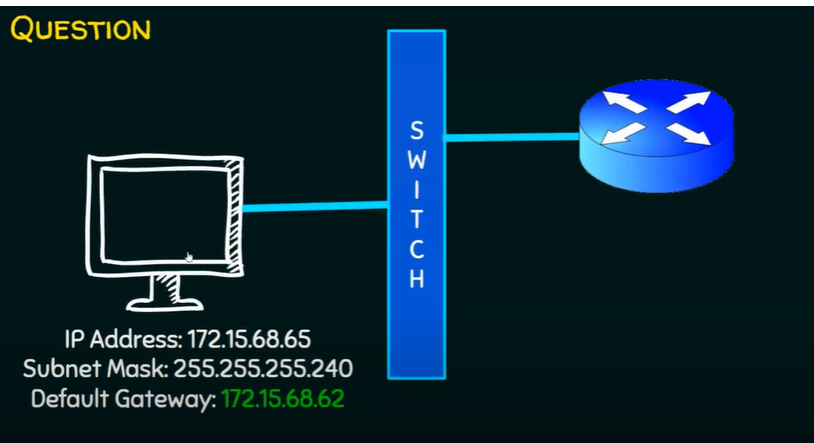 QUESTION
SWITCH
IP Address: 172.15.68.65
Subnet Mask: 255.255.255.240
Default Gateway: 172.15.68.62